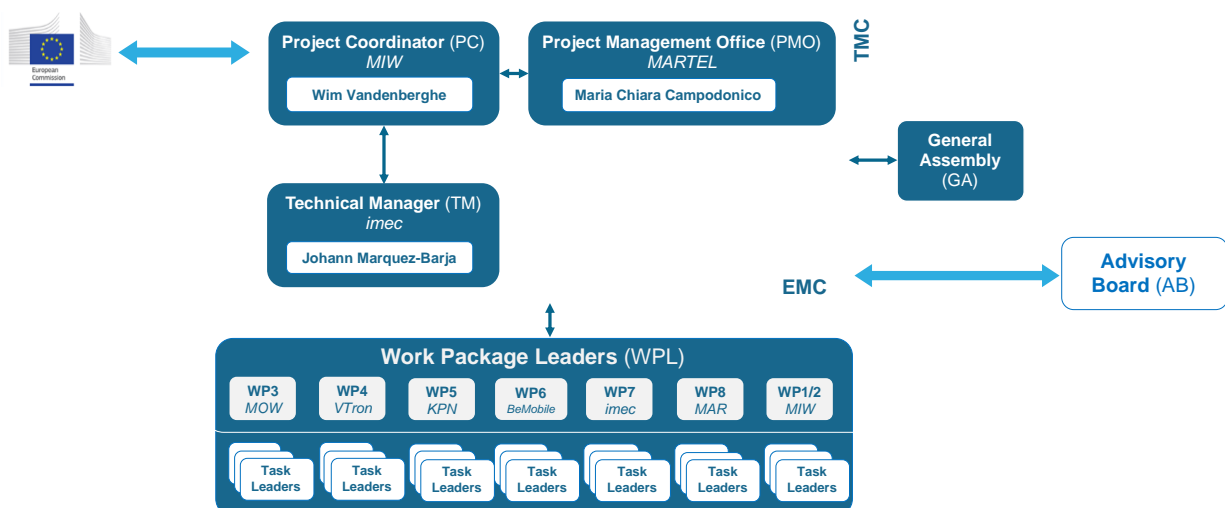 European
Commission
Project Coordinator (PC)
MIW
Wim Vandenberghe
Project Management Office (PMO)
MARTEL
Maria Chiara Campodonico
TMC
General
Assembly
(GA)
Technical Manager (TM)
imec
Johann Marquez-Barja
EMC
Advisory
Board (AB)
Work Package Leaders (WPL)
WP3
MOW
WP4
VTron
WP5
KPN
WP6
BeMobile
WP7
imec
WP8
MAR
WP1/2
MIW
Task
Leaders
Task
Leaders
Task
Leaders
Task
Leaders
Task
Leaders
Task
Leaders
Task
Leaders